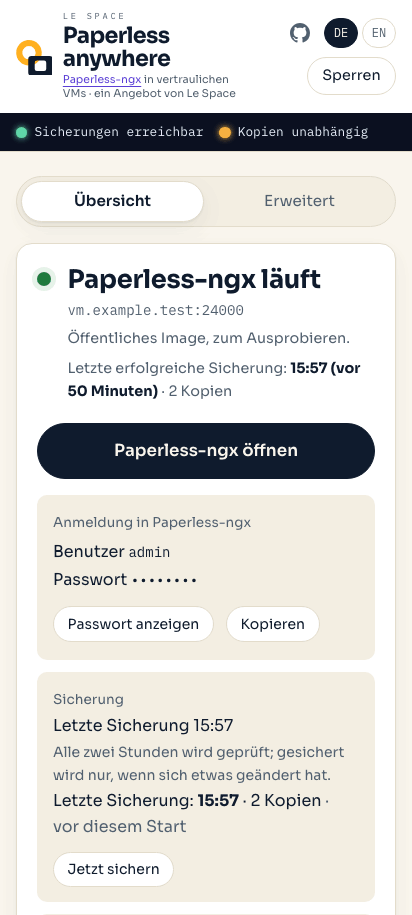 LE SPACE
Paperless
anywhere
Paperless-ngx in vertraulichen
VMs · ein Angebot von Le Space
DE
EN
Sperren
Sicherungen erreichbar
Kopien unabhängig
Übersicht
Erweitert
Paperless-ngx läuft
vm.example.test:24000
Öffentliches Image, zum Ausprobieren.
Letzte erfolgreiche Sicherung: 15:57 (vor
50 Minuten) · 2 Kopien
Paperless-ngx öffnen
Anmeldung in Paperless-ngx
Benutzer admin
Passwort ••••••••
Passwort anzeigen
Kopieren
Sicherung
Letzte Sicherung 15:57
Alle zwei Stunden wird geprüft; gesichert
wird nur, wenn sich etwas geändert hat.
Letzte Sicherung: 15:57 · 2 Kopien ·
vor diesem Start
Jetzt sichern